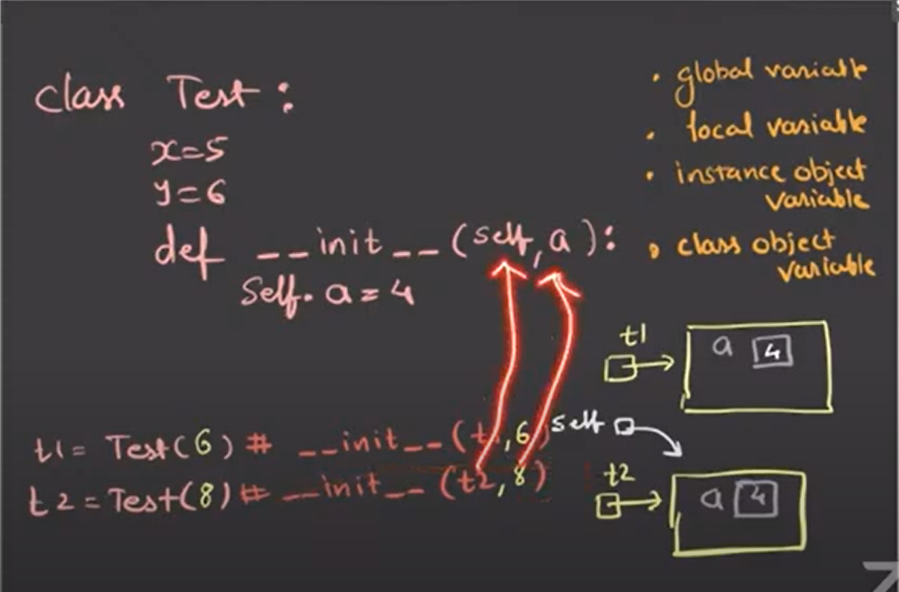 class Test:
x=5
y=6
def __init__(self,a):
Self.a=4
t1= Test(6) # __init__(t1,6)
t2=Test(8)# __init__(t2,8)
• global variable
• local variable
• instance object
variable
• class object
variable
t1
a 4
self
t2
a 4